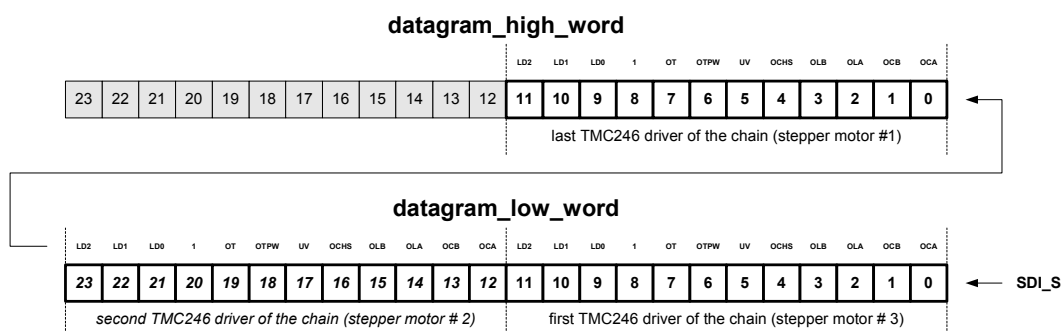 datagram_high_word
LD2 LD1 LD0 1 OT OTPW UV OCHS OLB OLA OCB OCA
23 22 21 20 19 18 17 16 15 14 13 12 11 10 9 8 7 6 5 4 3 2 1 0
last TMC246 driver of the chain (stepper motor #1)
datagram_low_word
LD2 LD1 LD0 1 OT OTPW UV OCHS OLB OLA OCB OCA LD2 LD1 LD0 1 OT OTPW UV OCHS OLB OLA OCB OCA
23 22 21 20 19 18 17 16 15 14 13 12 11 10 9 8 7 6 5 4 3 2 1 0 SDI_S
second TMC246 driver of the chain (stepper motor # 2) first TMC246 driver of the chain (stepper motor # 3)